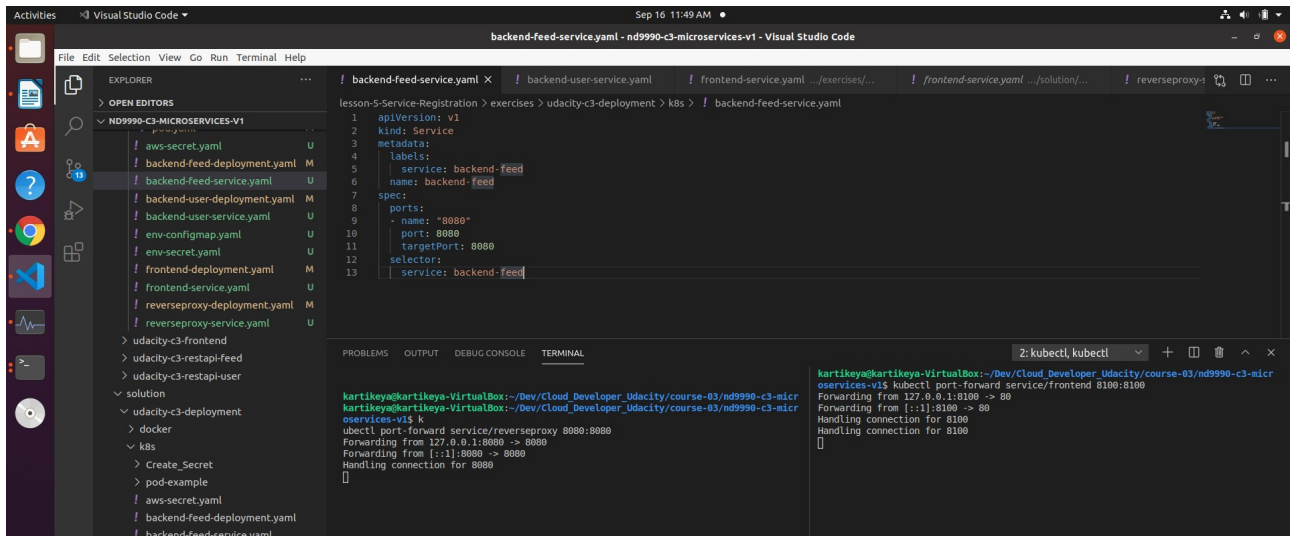 Activities
Visual Studio Code
Sep 16 11:49 AM
backend-feed-service.yaml - nd9990-c3-microservices-v1 - Visual Studio Code
File Edit Selection View Go Run Terminal Help
EXPLORER
OPEN EDITORS
ND9990-C3-MICROSERVICES-V1
! aws-secret.yaml U
! backend-feed-deployment.yaml M
! backend-feed-service.yaml U
! backend-user-deployment.yaml M
! backend-user-service.yaml U
! env-configmap.yaml U
! env-secret.yaml U
! frontend-deployment.yaml M
! frontend-service.yaml U
! reverseproxy-deployment.yaml M
! reverseproxy-service.yaml U
> udacity-c3-frontend
> udacity-c3-restapi-feed
> udacity-c3-restapi-user
solution
udacity-c3-deployment
> docker
k8s
> Create_Secret
> pod-example
! aws-secret.yaml
! backend-feed-deployment.yaml
! backend-feed-service.yaml
13
! backend-feed-service.yaml ×
! backend-user-service.yaml
! frontend-service.yaml .../exercises/...
! frontend-service.yaml .../solution/...
! reverseproxy-s
lesson-5-Service-Registration > exercises > udacity-c3-deployment > k8s > ! backend-feed-service.yaml
1 apiVersion: v1
2 kind: Service
3 metadata:
4 labels:
5 service: backend-feed
6 name: backend-feed
7 spec:
8 ports:
9 - name: "8080"
10 port: 8080
11 targetPort: 8080
12 selector:
13 service: backend-feed
PROBLEMS OUTPUT DEBUG CONSOLE TERMINAL
2: kubectl, kubectl
kartikeya@kartikeya-VirtualBox:~/Dev/Cloud_Developer_Udacity/course-03/nd9990-c3-micr
kartikeya@kartikeya-VirtualBox:~/Dev/Cloud_Developer_Udacity/course-03/nd9990-c3-micr
oservices-v1$ k
ubectl port-forward service/reverseproxy 8080:8080
Forwarding from 127.0.0.1:8080 -> 8080
Forwarding from [::1]:8080 -> 8080
Handling connection for 8080
kartikeya@kartikeya-VirtualBox:~/Dev/Cloud_Developer_Udacity/course-03/nd9990-c3-micr
oservices-v1$ kubectl port-forward service/frontend 8100:8100
Forwarding from 127.0.0.1:8100 -> 80
Forwarding from [::1]:8100 -> 80
Handling connection for 8100
Handling connection for 8100